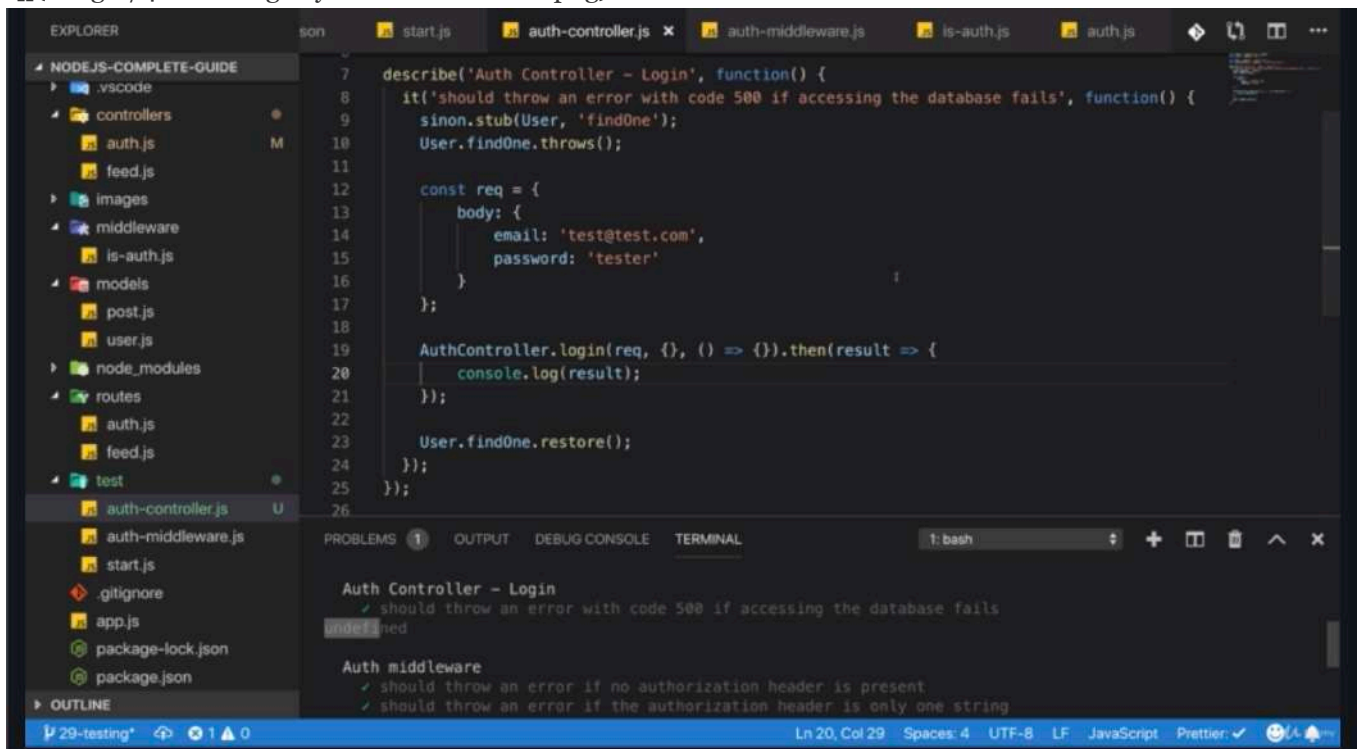 EXPLORER
son start.js auth-controller.js × auth-middleware.js is-auth.js auth.js
NODEJS-COMPLETE-GUIDE
.vscode
controllers
auth.js M
feed.js
images
middleware
is-auth.js
models
post.js
user.js
node_modules
routes
auth.js
feed.js
test
auth-controller.js U
auth-middleware.js
start.js
.gitignore
app.js
package-lock.json
package.json
OUTLINE
7 describe('Auth Controller – Login', function() {
8 it('should throw an error with code 500 if accessing the database fails', function() {
9 sinon.stub(User, 'findOne');
10 User.findOne.throws();
11
12 const req = {
13 body: {
14 email: 'test@test.com',
15 password: 'tester'
16 }
17 };
18
19 AuthController.login(req, {}, () => {}).then(result => {
20 console.log(result);
21 });
22
23 User.findOne.restore();
24 });
25 });
26
PROBLEMS 1 OUTPUT DEBUG CONSOLE TERMINAL 1: bash
Auth Controller – Login
✓ should throw an error with code 500 if accessing the database fails
undefined
Auth middleware
✓ should throw an error if no authorization header is present
✓ should throw an error if the authorization header is only one string
29-testing* 1 0 Ln 20, Col 29 Spaces: 4 UTF-8 LF JavaScript Prettier: ✓